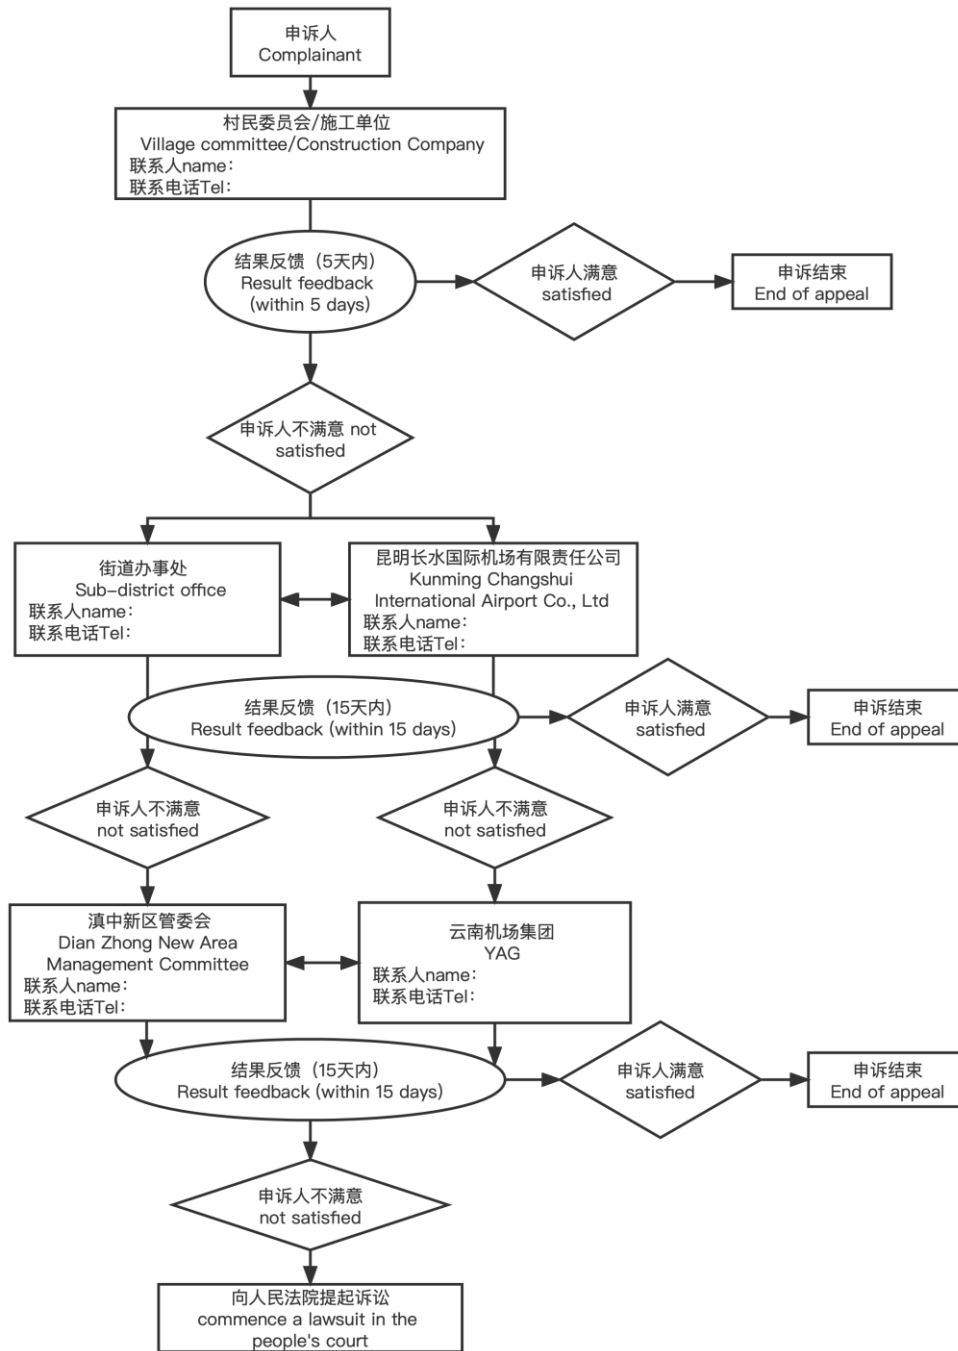 申诉人
Complainant
村民委员会/施工单位
Village committee/Construction Company
联系人name：
联系电话Tel：
结果反馈（5天内）
Result feedback
(within 5 days)
申诉人满意
satisfied
申诉结束
End of appeal
申诉人不满意 not
satisfied
街道办事处
Sub-district office
联系人name：
联系电话Tel：
昆明长水国际机场有限责任公司
Kunming Changshui
International Airport Co., Ltd
联系人name：
联系电话Tel：
结果反馈（15天内）
Result feedback (within 15 days)
申诉人满意
satisfied
申诉结束
End of appeal
申诉人不满意
not satisfied
申诉人不满意
not satisfied
滇中新区管委会
Dian Zhong New Area
Management Committee
联系人name：
联系电话Tel：
云南机场集团
YAG
联系人name：
联系电话Tel：
结果反馈（15天内）
Result feedback (within 15 days)
申诉人满意
satisfied
申诉结束
End of appeal
申诉人不满意
not satisfied
向人民法院提起诉讼
commence a lawsuit in the
people's court